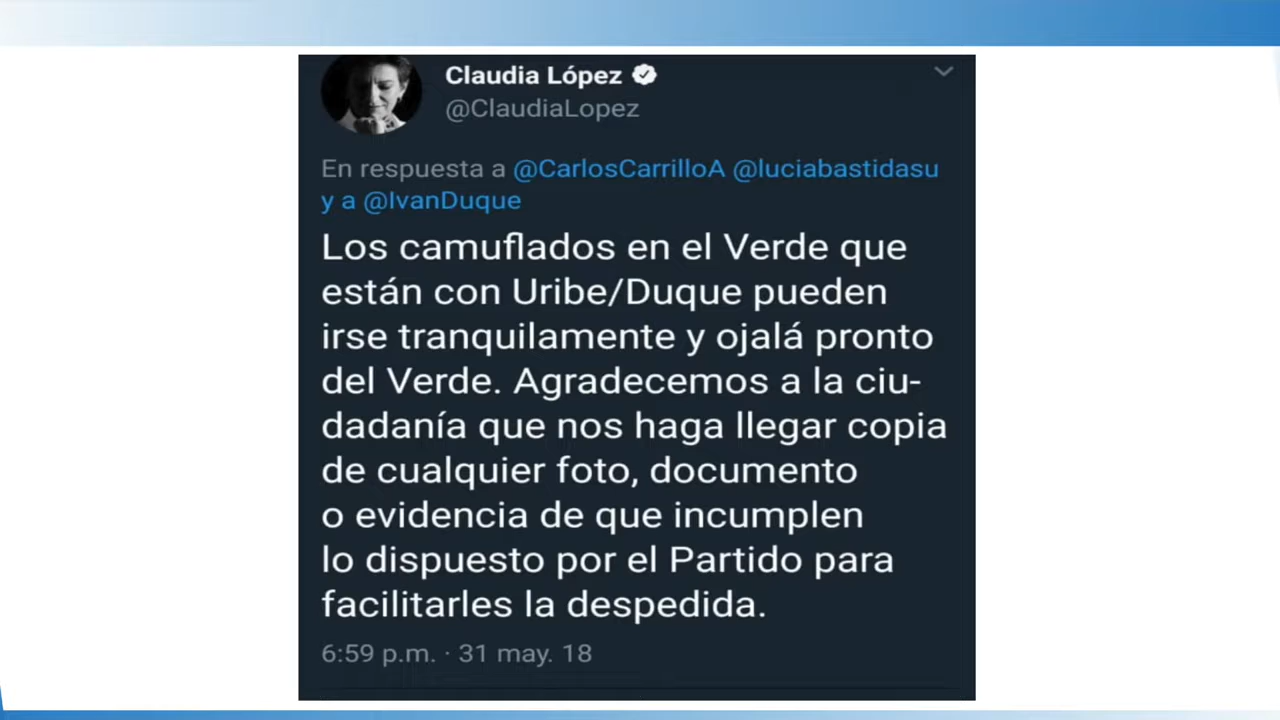 Claudia López
@ClaudiaLopez
En respuesta a @CarlosCarrilloA @luciabastidasu
y a @IvanDuque
Los camuflados en el Verde que
están con Uribe/Duque pueden
irse tranquilamente y ojalá pronto
del Verde. Agradecemos a la ciu-
dadanía que nos haga llegar copia
de cualquier foto, documento
o evidencia de que incumplen
lo dispuesto por el Partido para
facilitarles la despedida.
6:59 p.m. · 31 may. 18